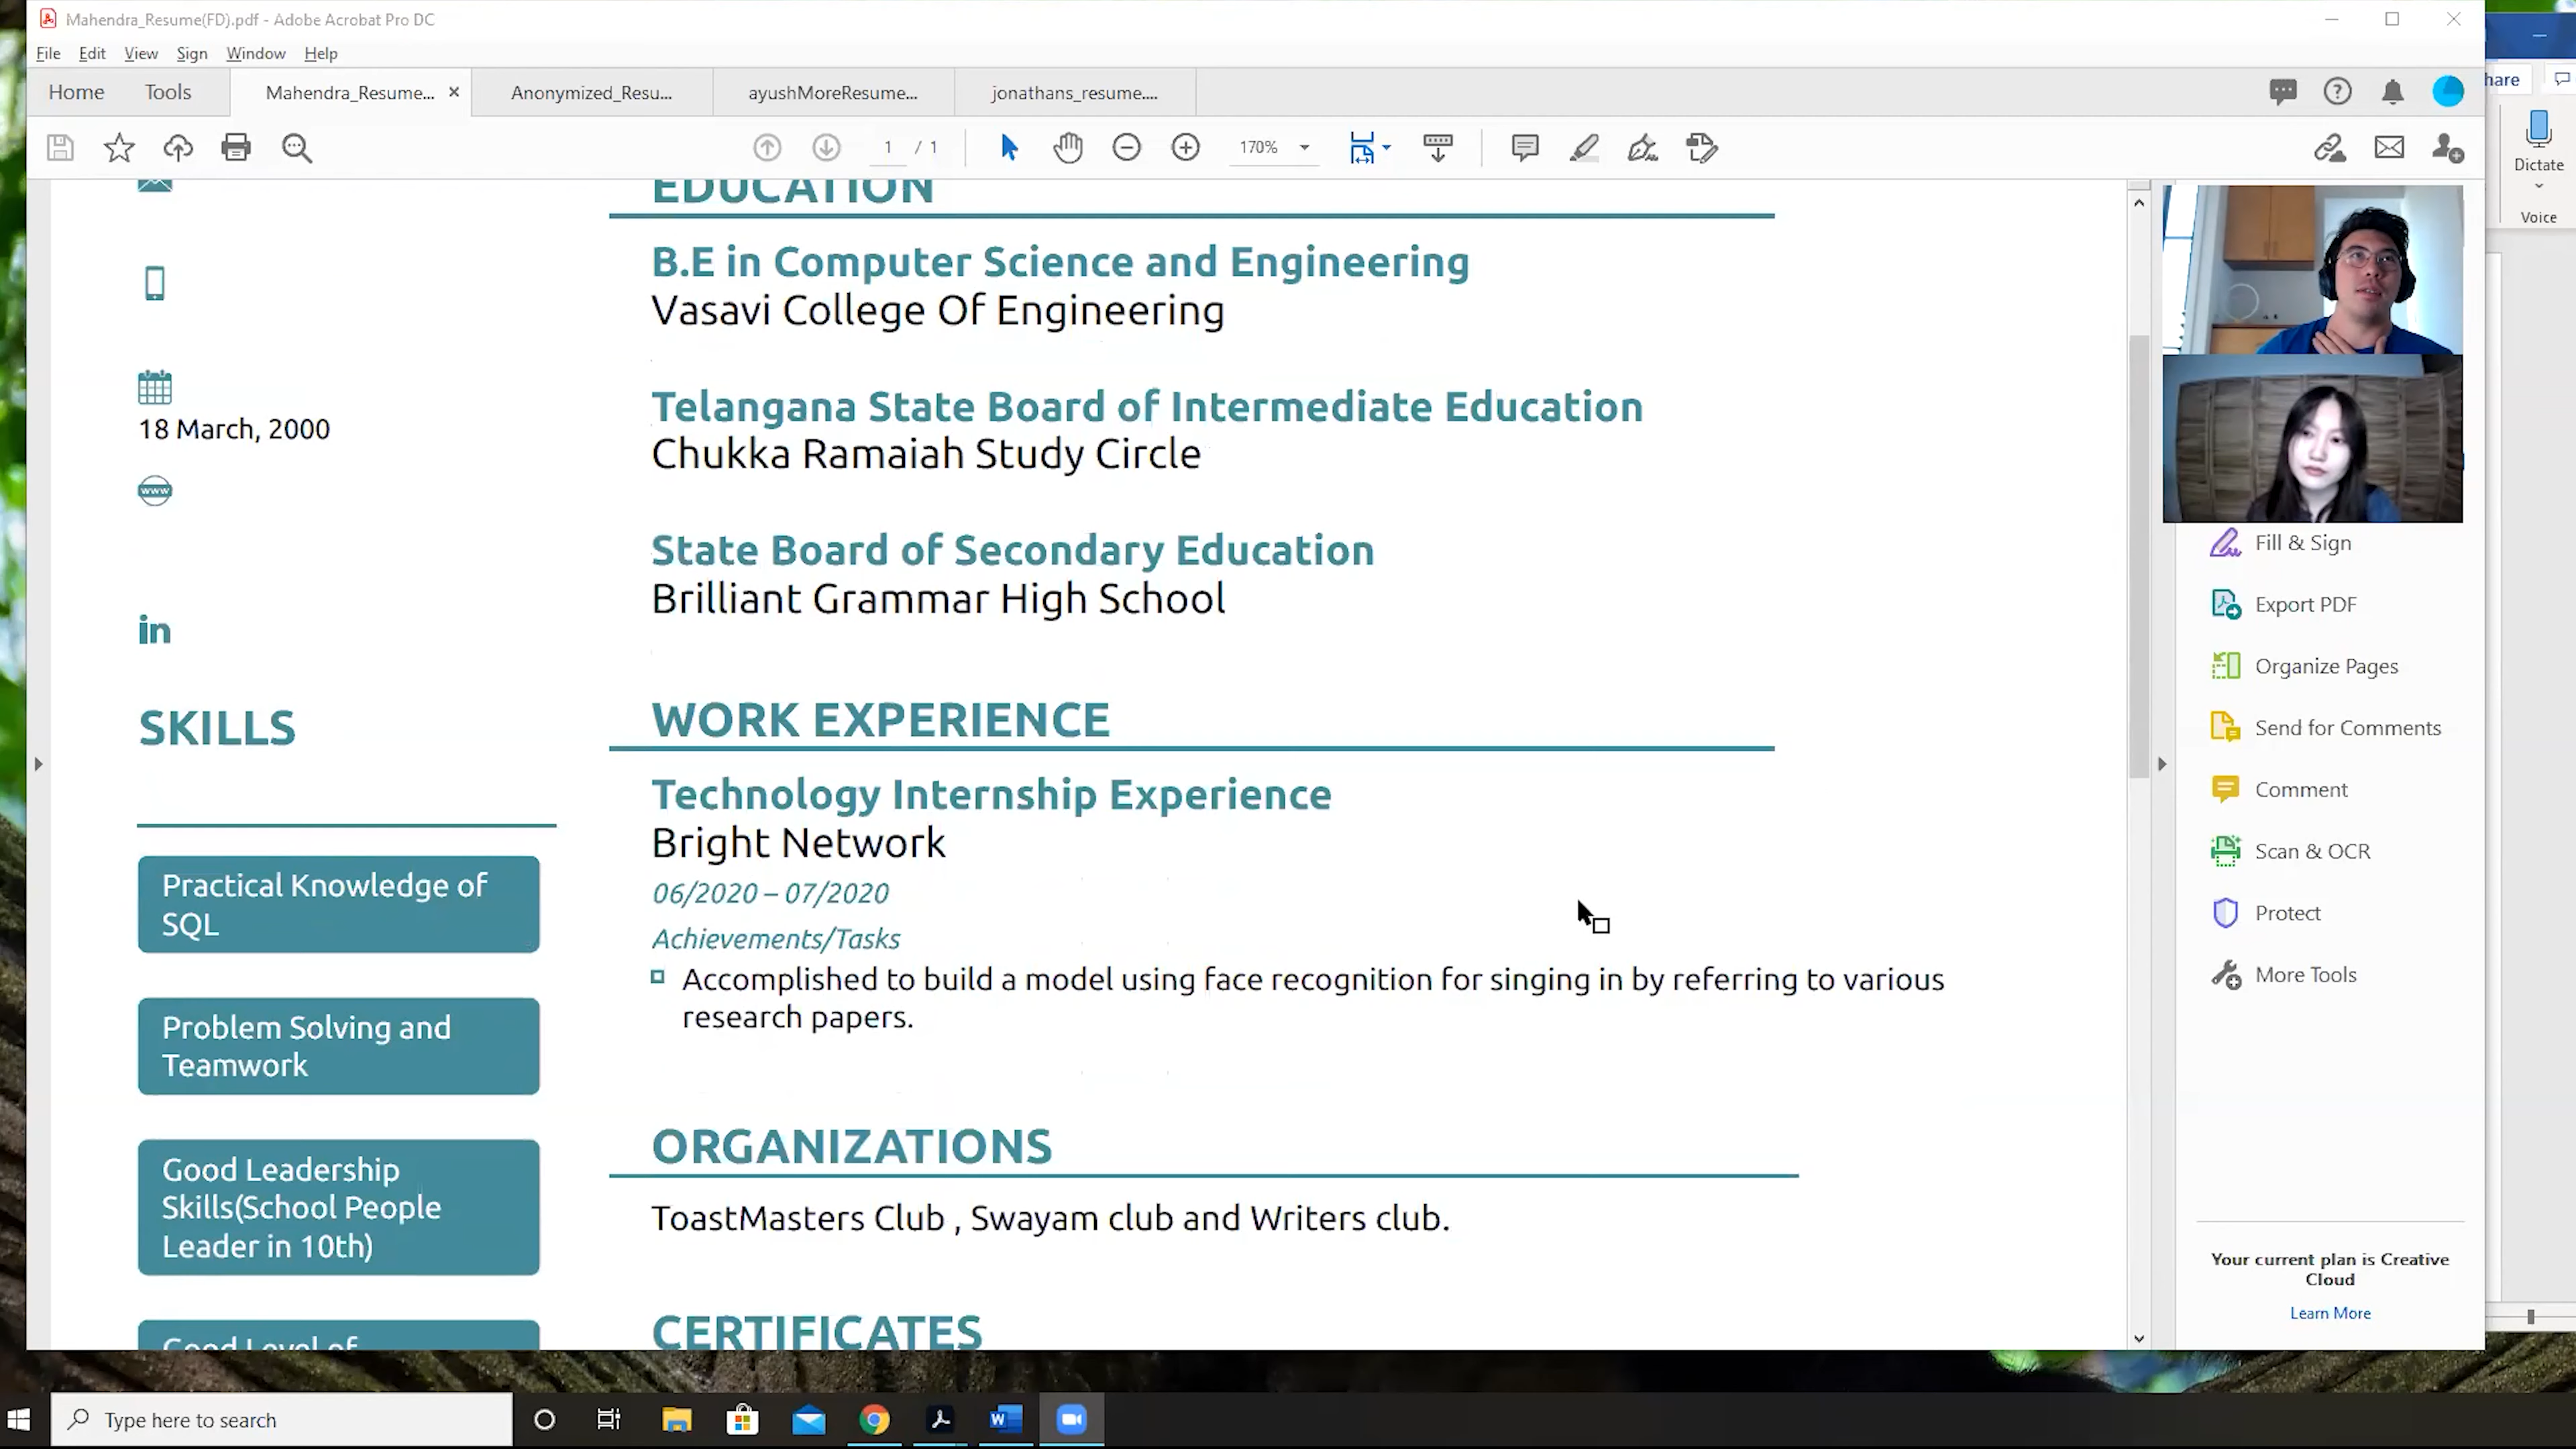 Mahendra_Resume(FD).pdf - Adobe Acrobat Pro DC
File Edit View Sign Window Help
Home Tools Mahendra_Resume... × Anonymized_Resu... ayushMoreResume... jonathans_resume....
1 / 1 170%
hare
Dictate
Voice
18 March, 2000
www
in
SKILLS
Practical Knowledge of
SQL
Problem Solving and
Teamwork
Good Leadership
Skills(School People
Leader in 10th)
Good Level of
EDUCATION
B.E in Computer Science and Engineering
Vasavi College Of Engineering
Telangana State Board of Intermediate Education
Chukka Ramaiah Study Circle
State Board of Secondary Education
Brilliant Grammar High School
WORK EXPERIENCE
Technology Internship Experience
Bright Network
06/2020 – 07/2020
Achievements/Tasks
Accomplished to build a model using face recognition for singing in by referring to various
research papers.
ORGANIZATIONS
ToastMasters Club , Swayam club and Writers club.
CERTIFICATES
Fill & Sign
Export PDF
Organize Pages
Send for Comments
Comment
Scan & OCR
Protect
More Tools
Your current plan is Creative
Cloud
Learn More
Type here to search